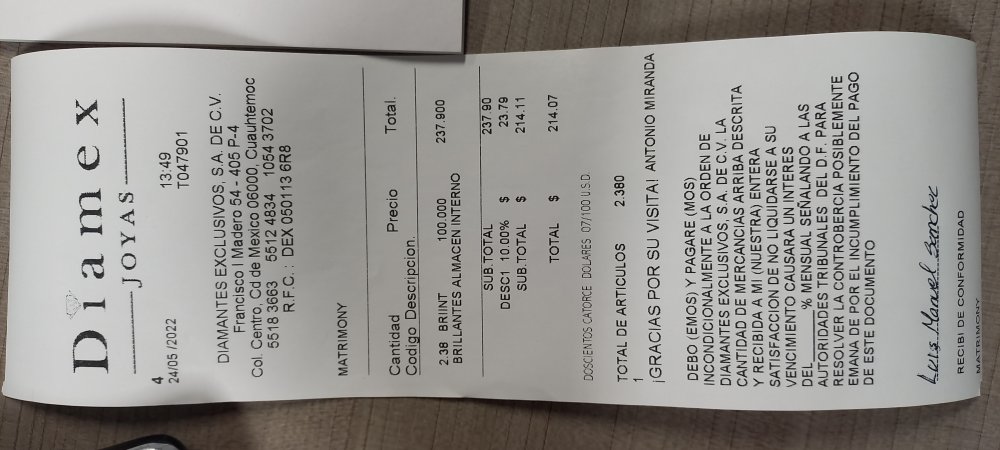 Diamex
JOYAS
4
24/05 /2022 13:49
T047901
DIAMANTES EXCLUSIVOS, S.A. DE C.V.
Francisco I Madero 54 - 405 P-4
Col. Centro, Cd de Mexico 06000, Cuauhtemoc
5518 3663 5512 4834 1054 3702
R.F.C. : DEX 050113 6R8
MATRIMONY
Cantidad Precio Total.
Codigo Descripcion.
2.38 BRIINT 100.000 237.900
BRILLANTES ALMACEN INTERNO
SUB.TOTAL 237.90
DESC1 10.00% $ 23.79
SUB.TOTAL $ 214.11
TOTAL $ 214.07
DOSCIENTOS CATORCE DOLARES 07/100 U.S.D.
TOTAL DE ARTICULOS 2.380
1
¡GRACIAS POR SU VISITA! ANTONIO MIRANDA
DEBO (EMOS) Y PAGARE (MOS)
INCONDICIONALMENTE A LA ORDEN DE
DIAMANTES EXCLUSIVOS, S.A. DE C.V. LA
CANTIDAD DE MERCANCIAS ARRIBA DESCRITA
Y RECIBIDA A MI (NUESTRA) ENTERA
SATISFACCION DE NO LIQUIDARSE A SU
VENCIMIENTO CAUSARA UN INTERES
DEL______% MENSUAL SEÑALANDO A LAS
AUTORIDADES TRIBUNALES DEL D.F. PARA
RESOLVER LA CONTROBERCIA POSIBLEMENTE
EMANA DE POR EL INCUMPLIMIENTO DEL PAGO
DE ESTE DOCUMENTO
Luis Manuel
RECIBI DE CONFORMIDAD
MATRIMONY